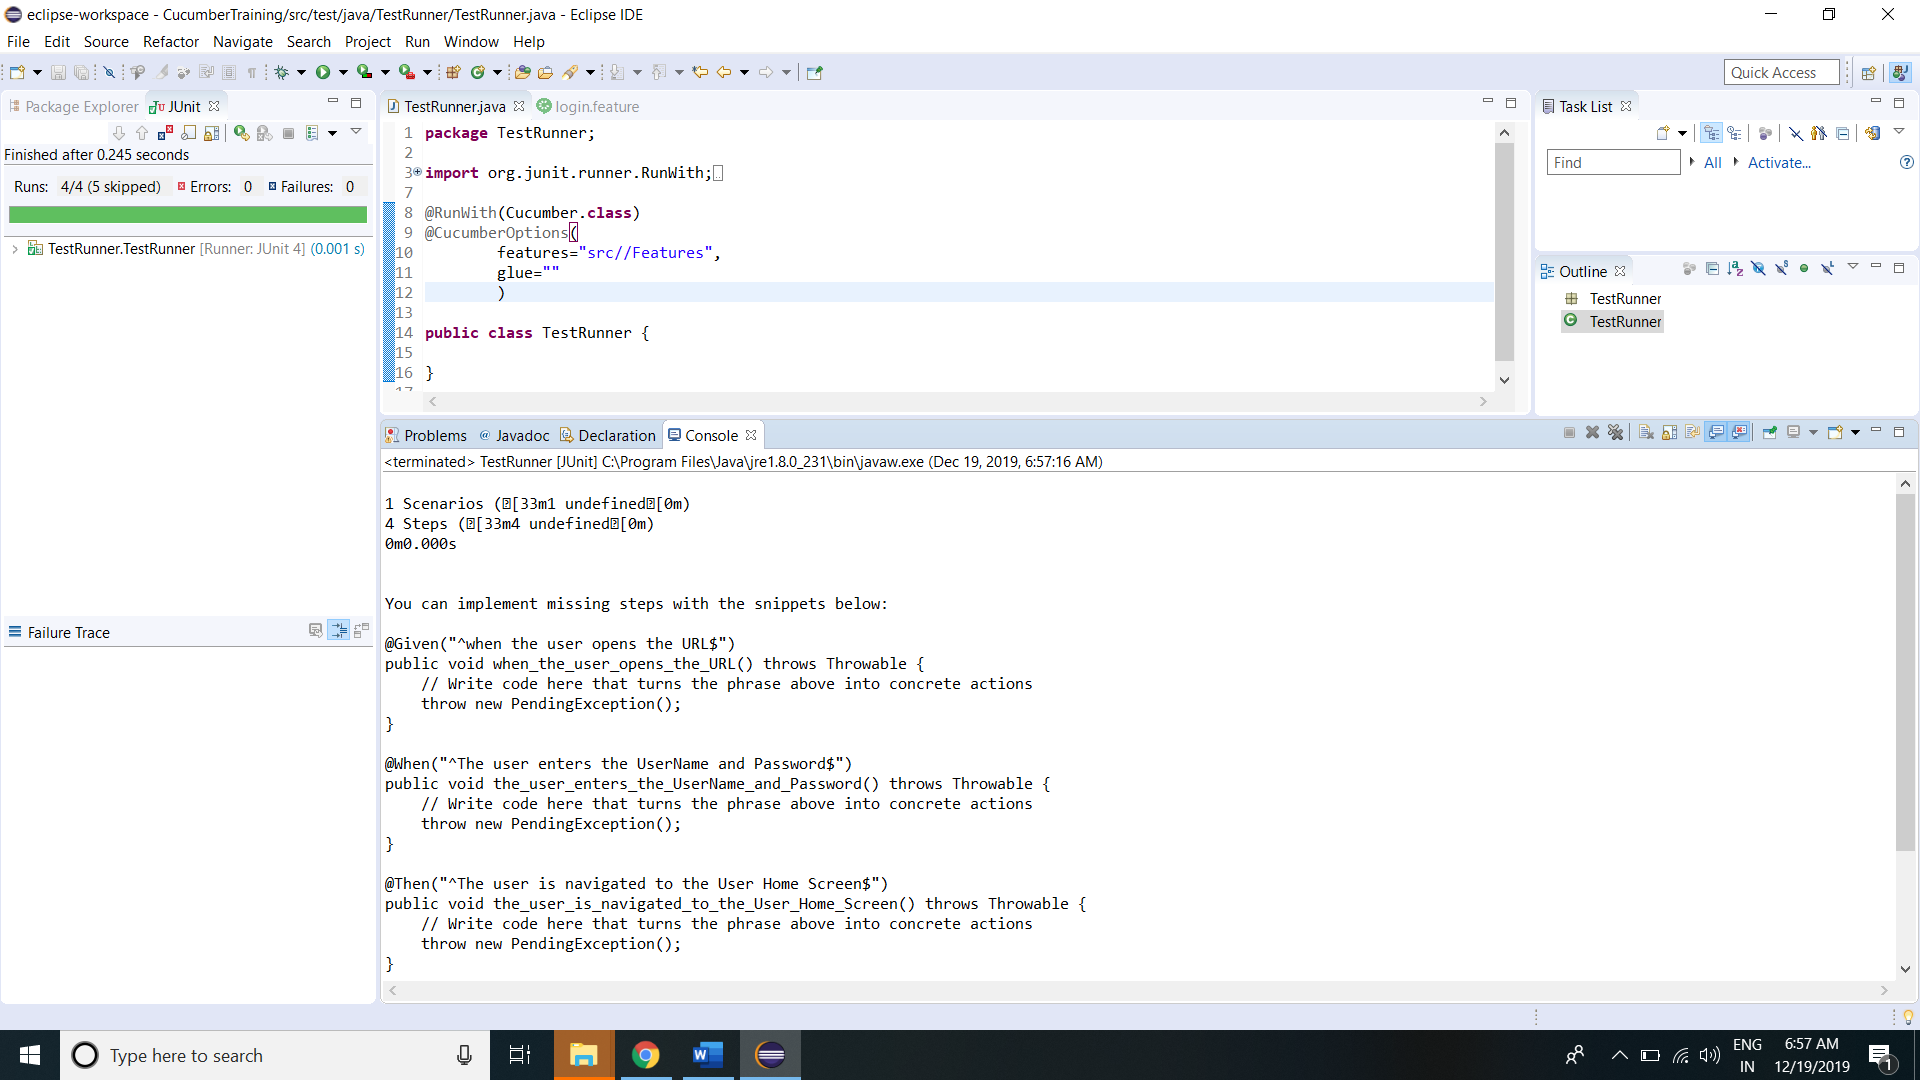 eclipse-workspace - CucumberTraining/src/test/java/TestRunner/TestRunner.java - Eclipse IDE
File Edit Source Refactor Navigate Search Project Run Window Help
Quick Access
Package Explorer JUnit
Finished after 0.245 seconds
Runs: 4/4 (5 skipped) Errors: 0 Failures: 0
TestRunner.TestRunner [Runner: JUnit 4] (0.001 s)
Failure Trace
TestRunner.java login.feature
1 package TestRunner;
2
3 import org.junit.runner.RunWith;
7
8 @RunWith(Cucumber.class)
9 @CucumberOptions(
10 features="src//Features",
11 glue=""
12 )
13
14 public class TestRunner {
15
16 }
17
Task List
Find All Activate...
Outline
TestRunner
TestRunner
Problems Javadoc Declaration Console
<terminated> TestRunner [JUnit] C:\Program Files\Java\jre1.8.0_231\bin\javaw.exe (Dec 19, 2019, 6:57:16 AM)
1 Scenarios ([33m1 undefined[0m)
4 Steps ([33m4 undefined[0m)
0m0.000s
You can implement missing steps with the snippets below:
@Given("^when the user opens the URL$")
public void when_the_user_opens_the_URL() throws Throwable {
// Write code here that turns the phrase above into concrete actions
throw new PendingException();
}
@When("^The user enters the UserName and Password$")
public void the_user_enters_the_UserName_and_Password() throws Throwable {
// Write code here that turns the phrase above into concrete actions
throw new PendingException();
}
@Then("^The user is navigated to the User Home Screen$")
public void the_user_is_navigated_to_the_User_Home_Screen() throws Throwable {
// Write code here that turns the phrase above into concrete actions
throw new PendingException();
}
Type here to search
ENG
IN
6:57 AM
12/19/2019
1